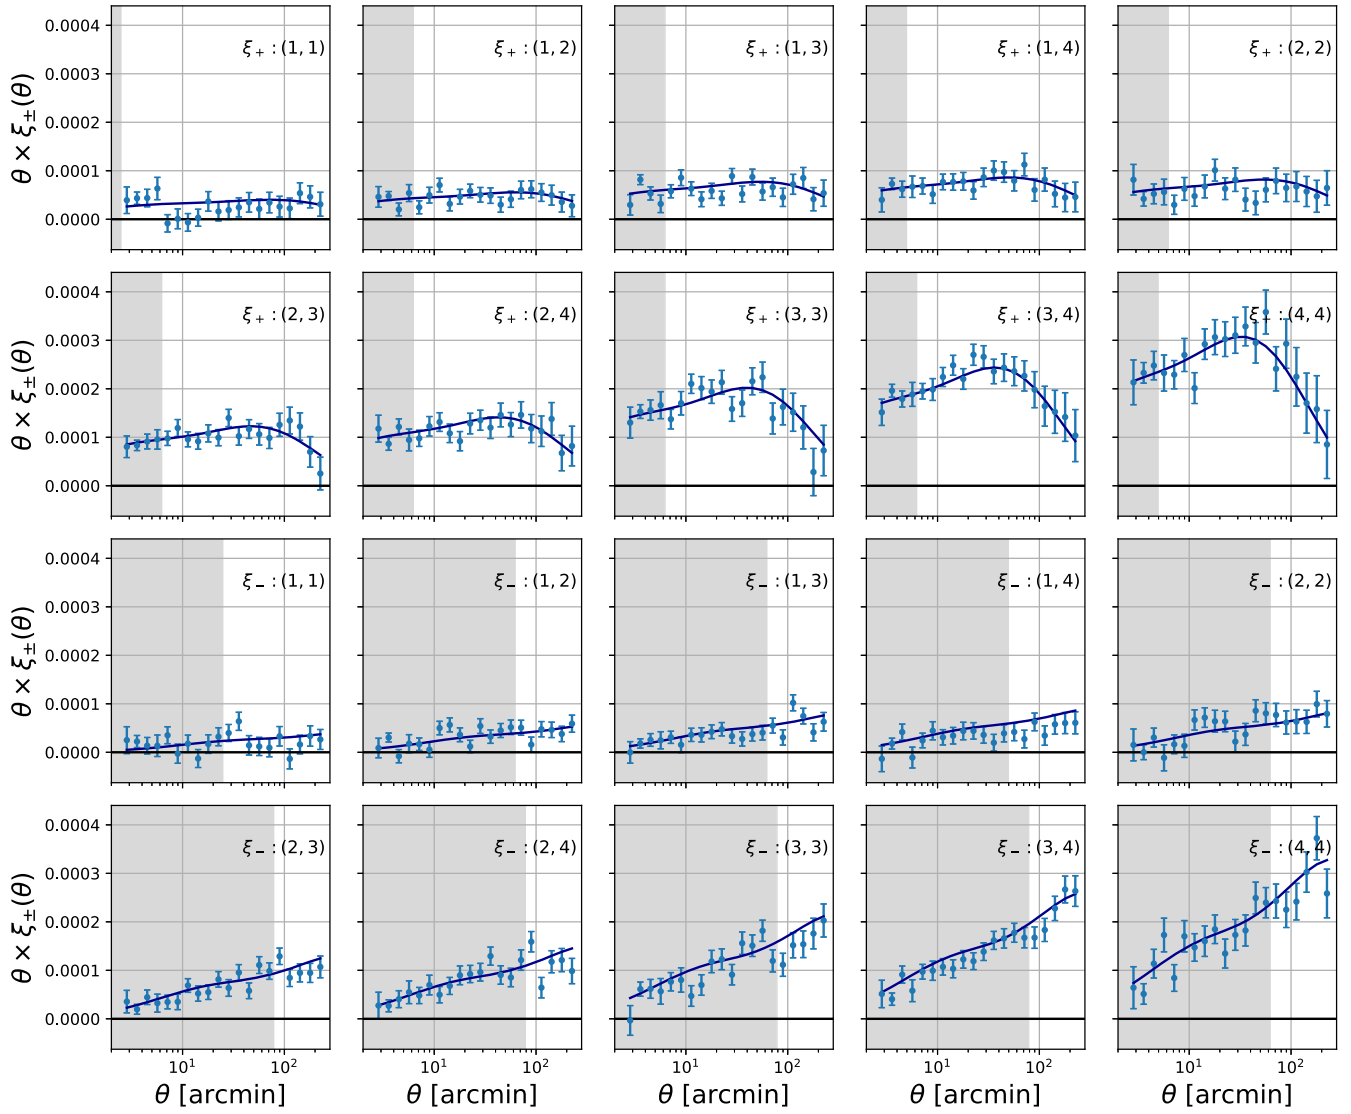 0.0004
0.0003
0.0002
0.0001
0.0000
θ × ξ±(θ)
ξ₊ : (1, 1)
ξ₊ : (1, 2)
ξ₊ : (1, 3)
ξ₊ : (1, 4)
ξ₊ : (2, 2)
0.0004
0.0003
0.0002
0.0001
0.0000
θ × ξ±(θ)
ξ₊ : (2, 3)
ξ₊ : (2, 4)
ξ₊ : (3, 3)
ξ₊ : (3, 4)
ξ₊ : (4, 4)
0.0004
0.0003
0.0002
0.0001
0.0000
θ × ξ±(θ)
ξ₋ : (1, 1)
ξ₋ : (1, 2)
ξ₋ : (1, 3)
ξ₋ : (1, 4)
ξ₋ : (2, 2)
0.0004
0.0003
0.0002
0.0001
0.0000
θ × ξ±(θ)
ξ₋ : (2, 3)
ξ₋ : (2, 4)
ξ₋ : (3, 3)
ξ₋ : (3, 4)
ξ₋ : (4, 4)
10¹ 10²
10¹ 10²
10¹ 10²
10¹ 10²
10¹ 10²
θ [arcmin]
θ [arcmin]
θ [arcmin]
θ [arcmin]
θ [arcmin]